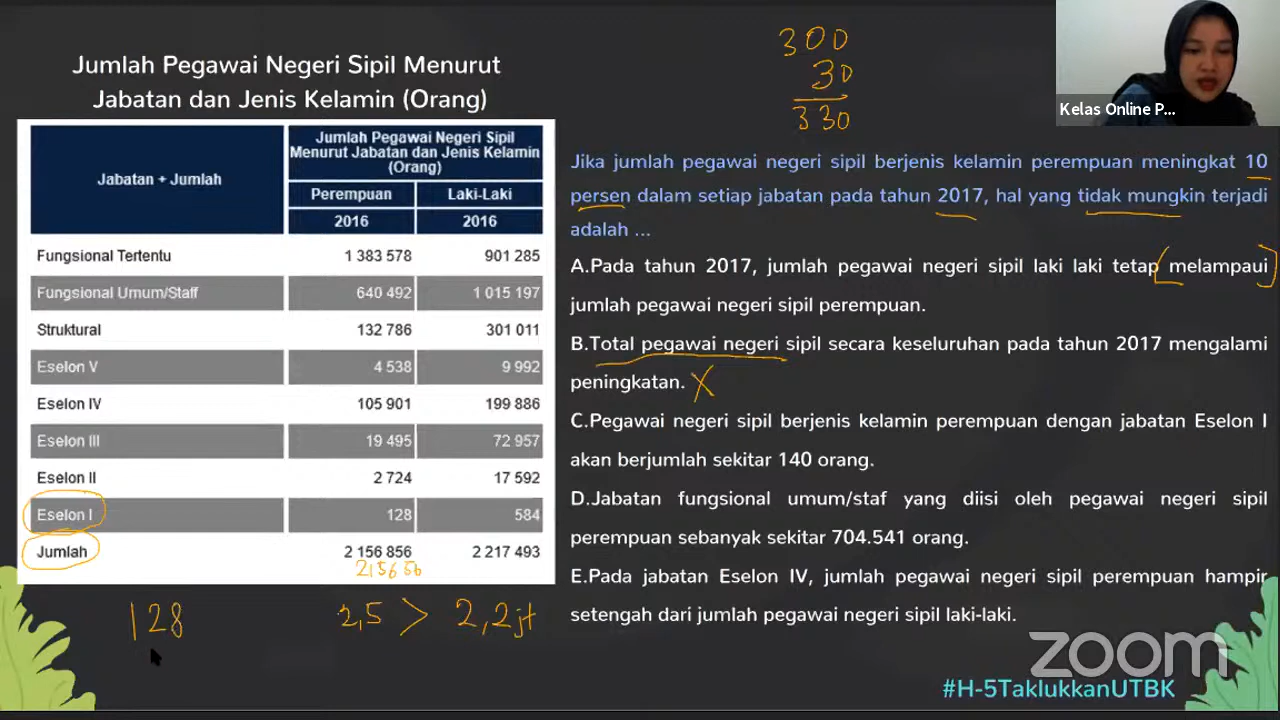 300
30
330
Kelas Online P...
Jumlah Pegawai Negeri Sipil Menurut
Jabatan dan Jenis Kelamin (Orang)
Jabatan + Jumlah
Jumlah Pegawai Negeri Sipil
Menurut Jabatan dan Jenis Kelamin
(Orang)
Perempuan Laki-Laki
2016 2016
Fungsional Tertentu 1 383 578 901 285
Fungsional Umum/Staff 640 492 1 015 197
Struktural 132 786 301 011
Eselon V 4 538 9 992
Eselon IV 105 901 199 886
Eselon III 19 495 72 957
Eselon II 2 724 17 592
Eselon I 128 584
Jumlah 2 156 856 2 217 493
215656
128 2,5 > 2,2jt
Jika jumlah pegawai negeri sipil berjenis kelamin perempuan meningkat 10
persen dalam setiap jabatan pada tahun 2017, hal yang tidak mungkin terjadi
adalah ...
A.Pada tahun 2017, jumlah pegawai negeri sipil laki laki tetap melampaui
jumlah pegawai negeri sipil perempuan.
B.Total pegawai negeri sipil secara keseluruhan pada tahun 2017 mengalami
peningkatan. X
C.Pegawai negeri sipil berjenis kelamin perempuan dengan jabatan Eselon I
akan berjumlah sekitar 140 orang.
D.Jabatan fungsional umum/staf yang diisi oleh pegawai negeri sipil
perempuan sebanyak sekitar 704.541 orang.
E.Pada jabatan Eselon IV, jumlah pegawai negeri sipil perempuan hampir
setengah dari jumlah pegawai negeri sipil laki-laki.
zoom
#H-5TaklukkanUTBK